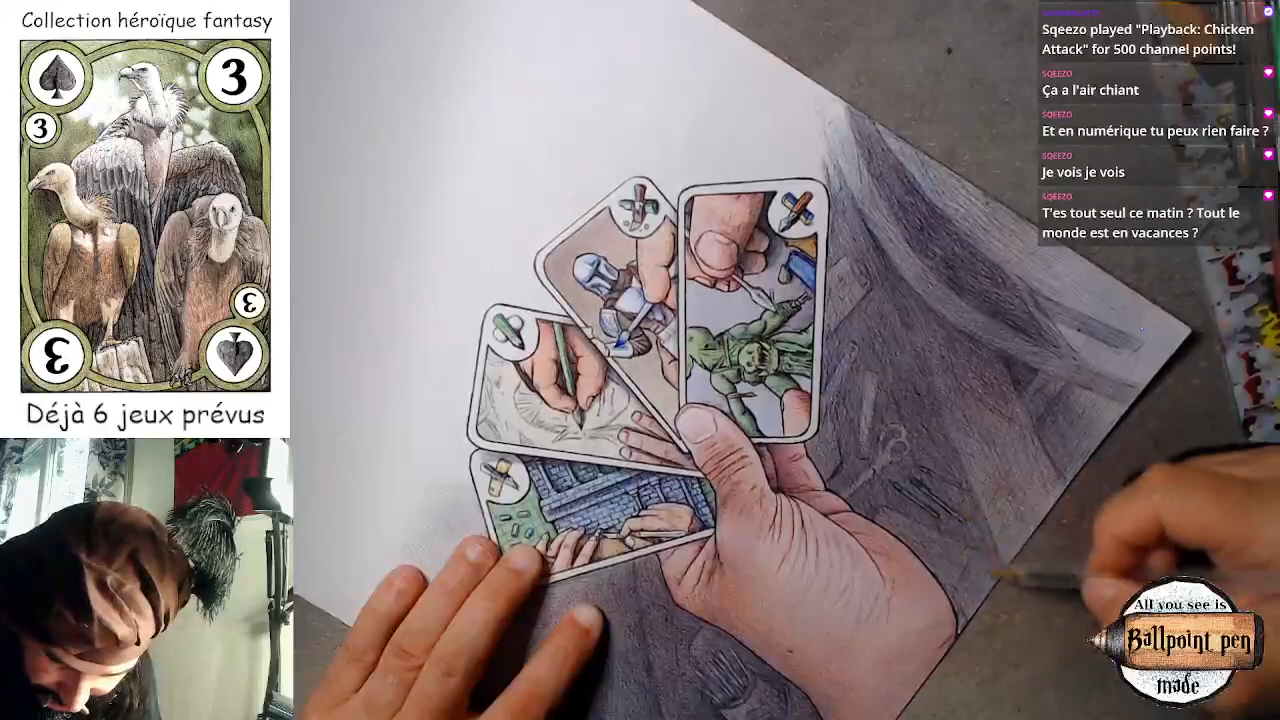 Collection héroïque fantasy
3
3
3
3
Déjà 6 jeux prévus
Sqeezo played "Playback: Chicken
Attack" for 500 channel points!
SQEEZO
Ça a l'air chiant
SQEEZO
Et en numérique tu peux rien faire ?
SQEEZO
Je vois je vois
SQEEZO
T'es tout seul ce matin ? Tout le
monde est en vacances ?
All you see is
Ballpoint pen
made